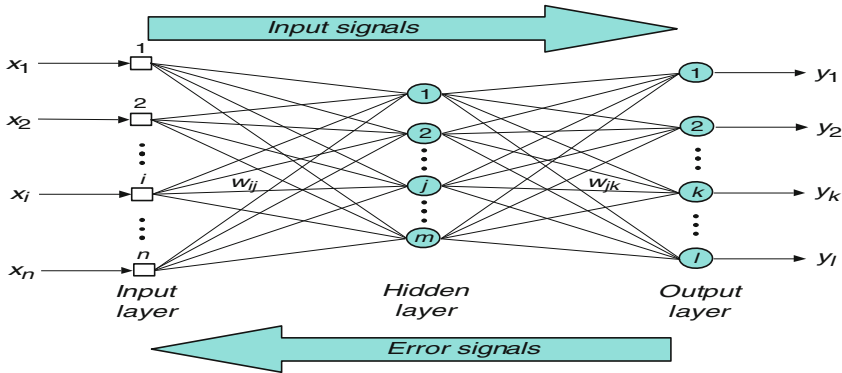 Input signals
1
x1
1
1
y1
2
x2
2
2
y2
i
xi
wij
j
wjk
k
yk
m
n
xn
l
yl
Input layer
Hidden layer
Output layer
Error signals